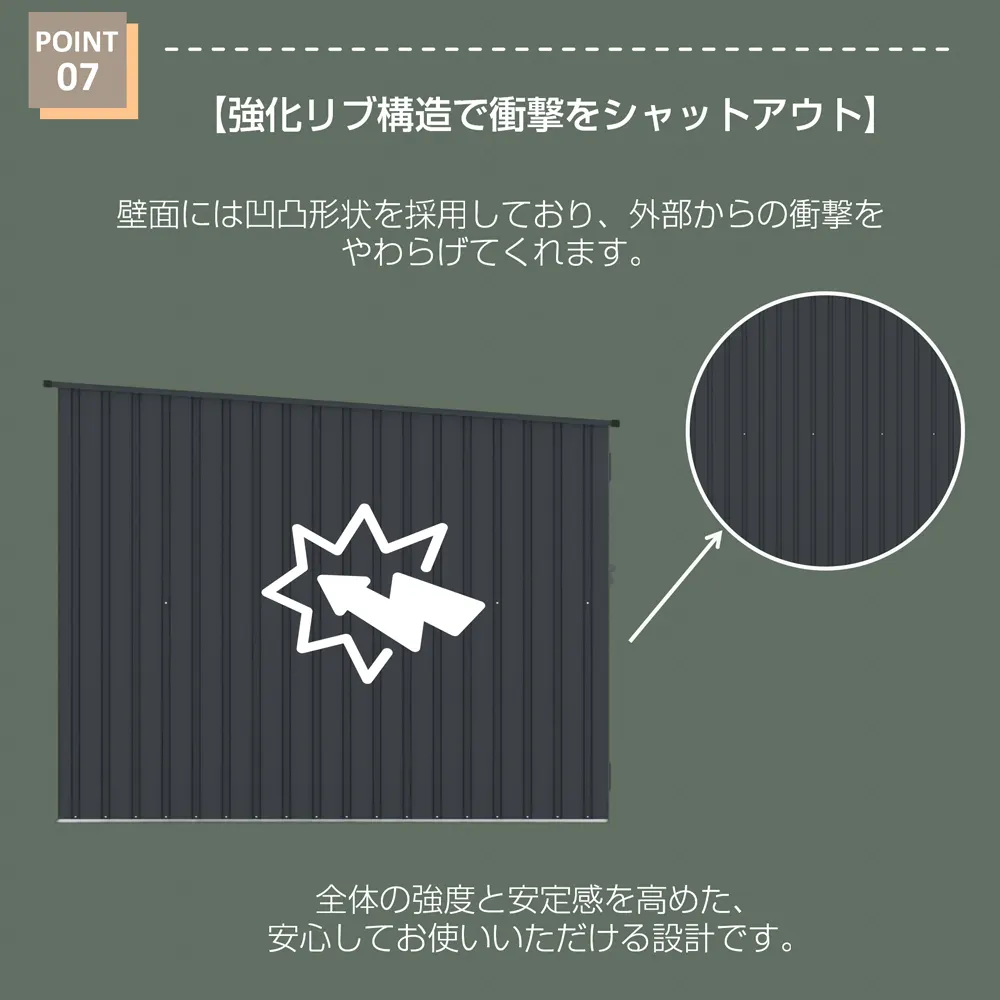 POINT
07
【強化リブ構造で衝撃をシャットアウト】
壁面には凹凸形状を採用しており、外部からの衝撃を
やわらげてくれます。
全体の強度と安定感を高めた、
安心してお使いいただける設計です。